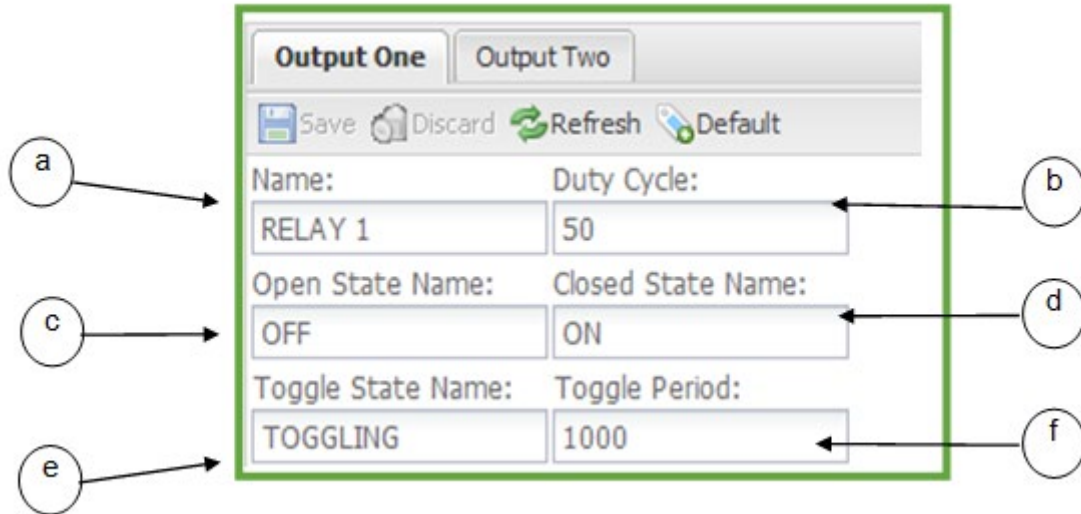 Output One Output Two
Save Discard Refresh Default
a
Name: Duty Cycle:
b
RELAY 1 50
Open State Name: Closed State Name:
c
d
OFF ON
Toggle State Name: Toggle Period:
TOGGLING 1000
e
f